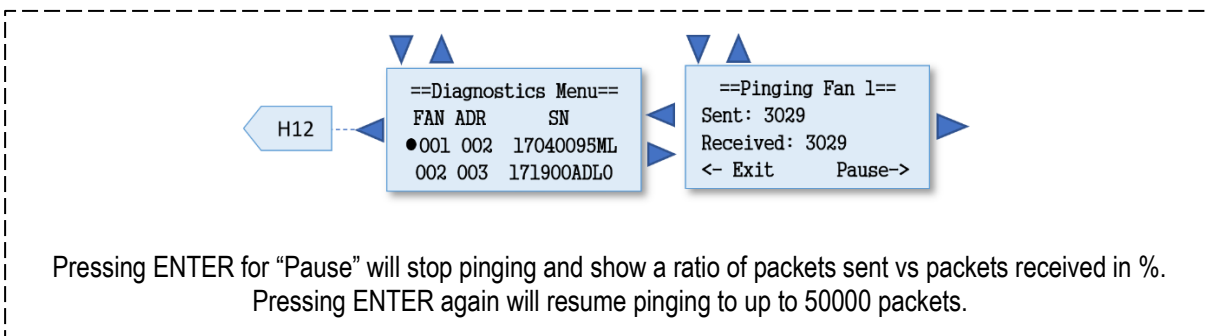 H12
==Diagnostics Menu==
FAN ADR SN
●001 002 17040095ML
002 003 171900ADL0
==Pinging Fan 1==
Sent: 3029
Received: 3029
<- Exit Pause->
Pressing ENTER for “Pause” will stop pinging and show a ratio of packets sent vs packets received in %.
Pressing ENTER again will resume pinging to up to 50000 packets.